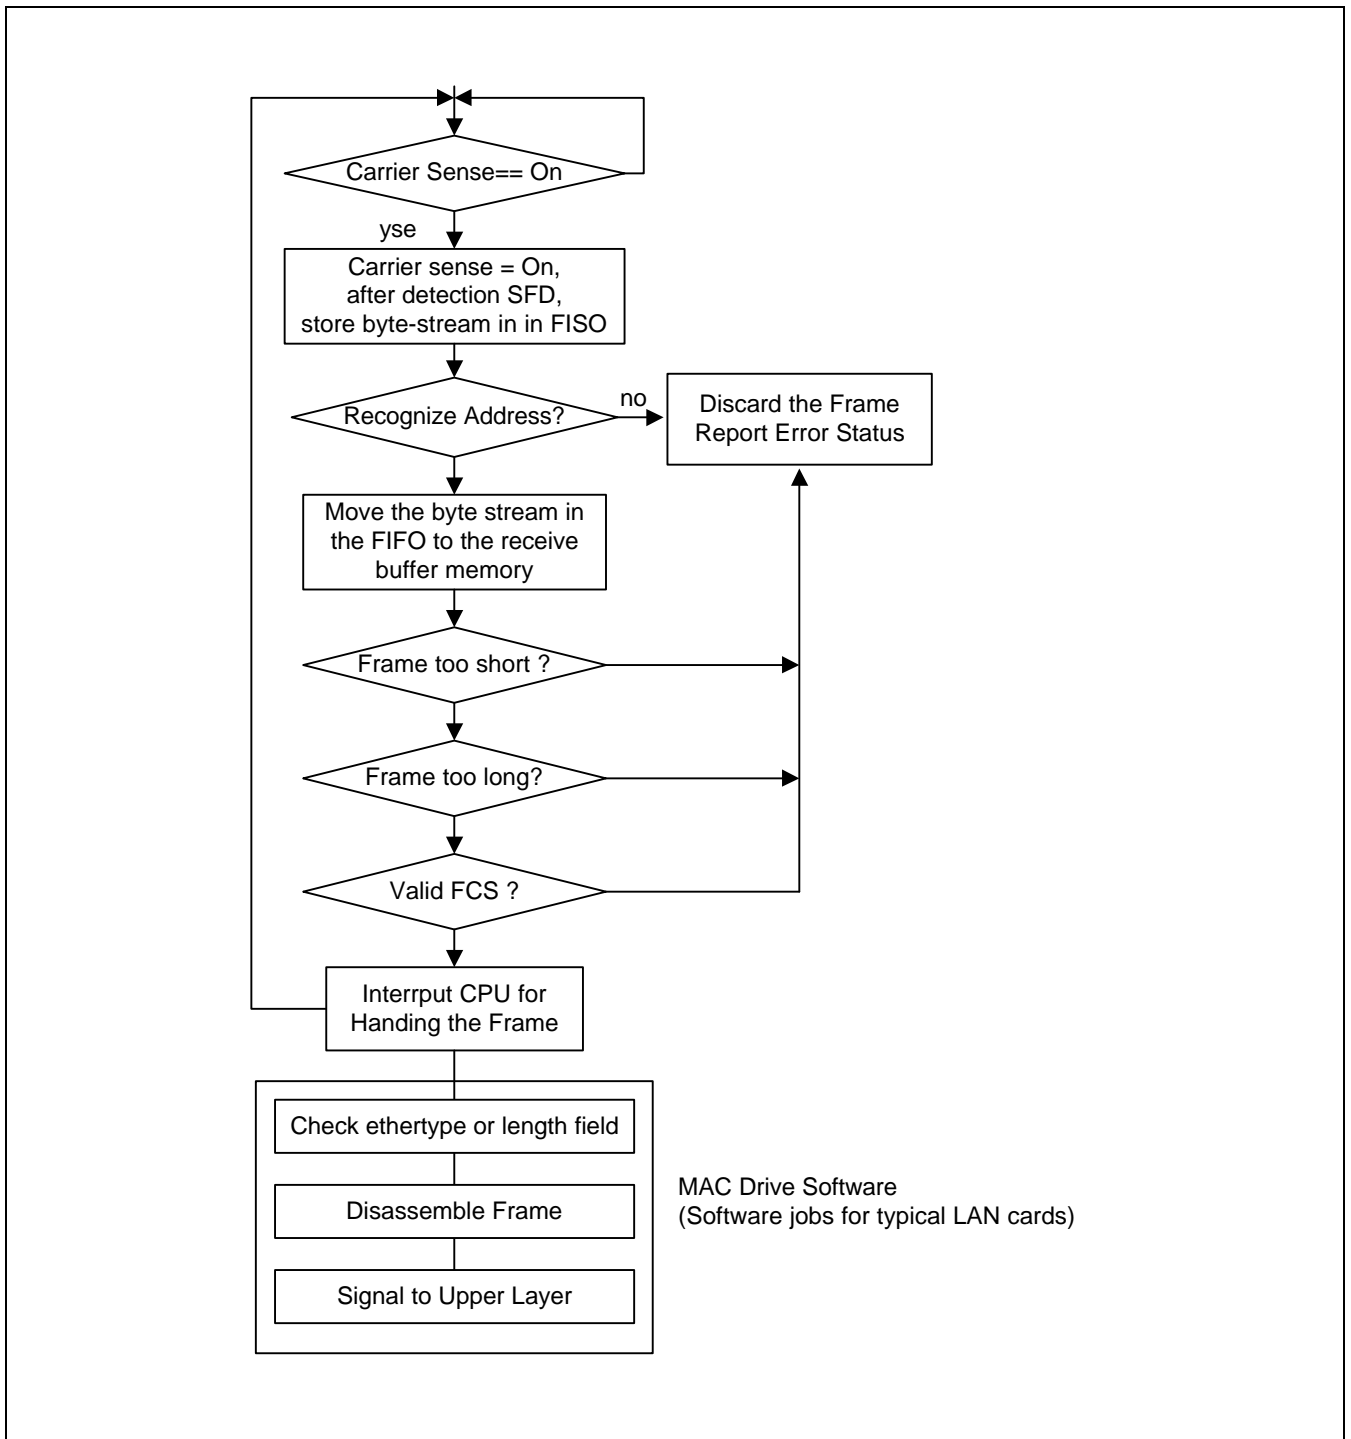 Carrier Sense== On
yse
Carrier sense = On,
after detection SFD,
store byte-stream in in FISO
Recognize Address?
no
Discard the Frame
Report Error Status
Move the byte stream in
the FIFO to the receive
buffer memory
Frame too short ?
Frame too long?
Valid FCS ?
Interrput CPU for
Handing the Frame
Check ethertype or length field
Disassemble Frame
Signal to Upper Layer
MAC Drive Software
(Software jobs for typical LAN cards)